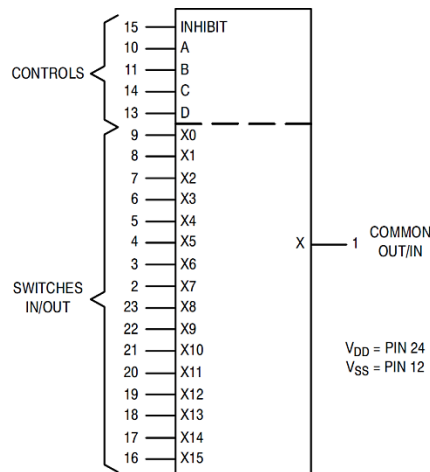 15 INHIBIT
10 A
11 B
CONTROLS
14 C
13 D
9 X0
8 X1
7 X2
6 X3
5 X4
4 X5
X 1 COMMON
OUT/IN
3 X6
SWITCHES
IN/OUT
2 X7
23 X8
22 X9
21 X10
VDD = PIN 24
VSS = PIN 12
20 X11
19 X12
18 X13
17 X14
16 X15